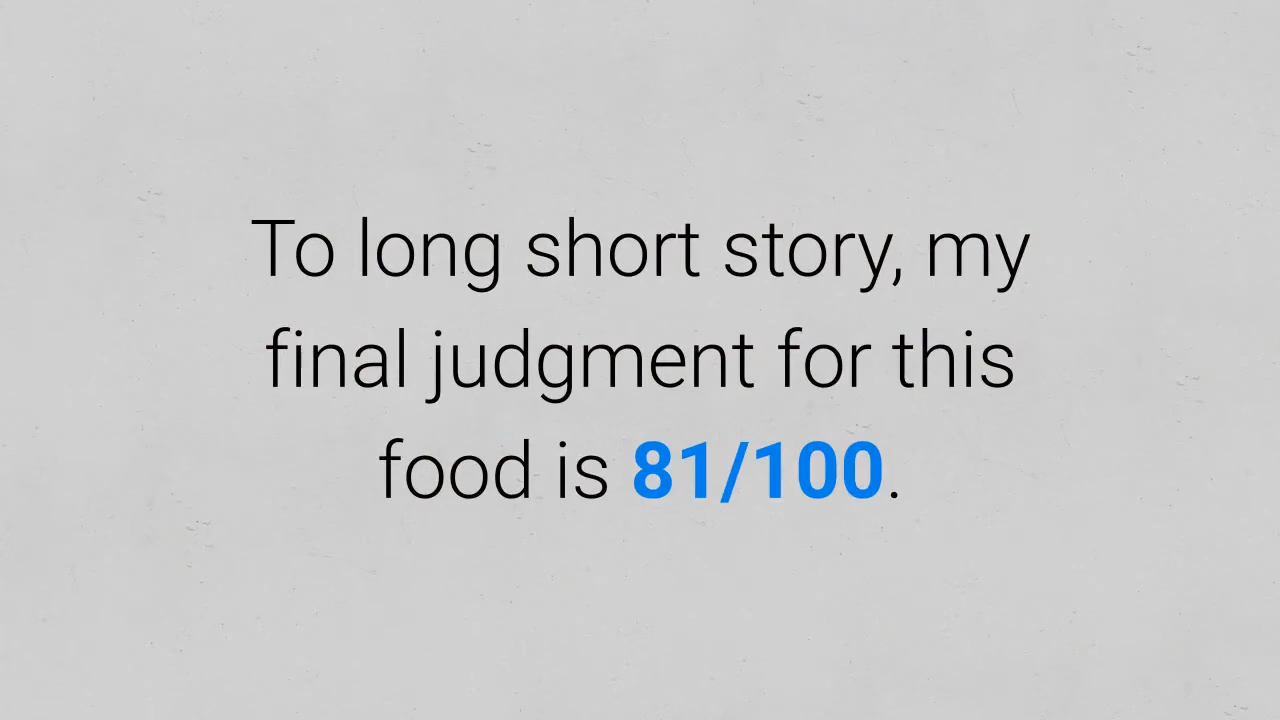 To long short story, my
final judgment for this
food is 81/100.